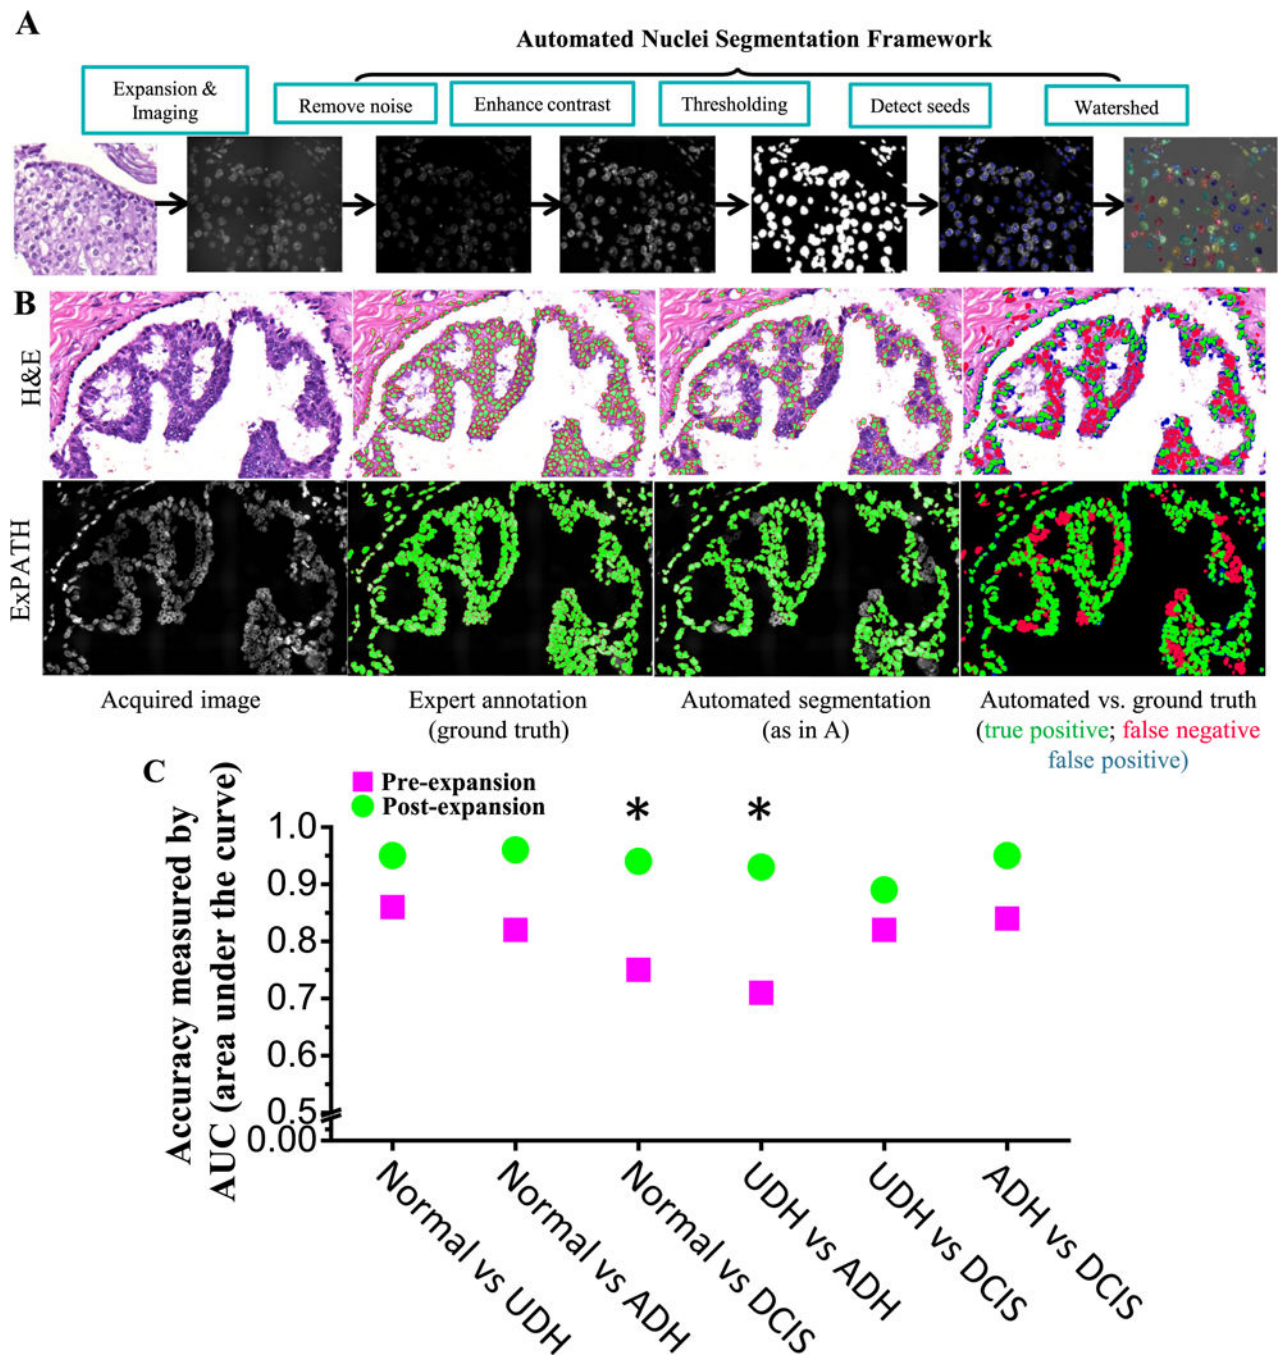 A
Automated Nuclei Segmentation Framework
Expansion &
Imaging
Remove noise
Enhance contrast
Thresholding
Detect seeds
Watershed
B
H&E
ExPATH
Acquired image
Expert annotation
(ground truth)
Automated segmentation
(as in A)
Automated vs. ground truth
(true positive; false negative
false positive)
C
Pre-expansion
Post-expansion
* *
Accuracy measured by
AUC (area under the curve)
1.0
0.9
0.8
0.7
0.6
0.5
0.00
Normal vs UDH
Normal vs ADH
Normal vs DCIS
UDH vs ADH
UDH vs DCIS
ADH vs DCIS